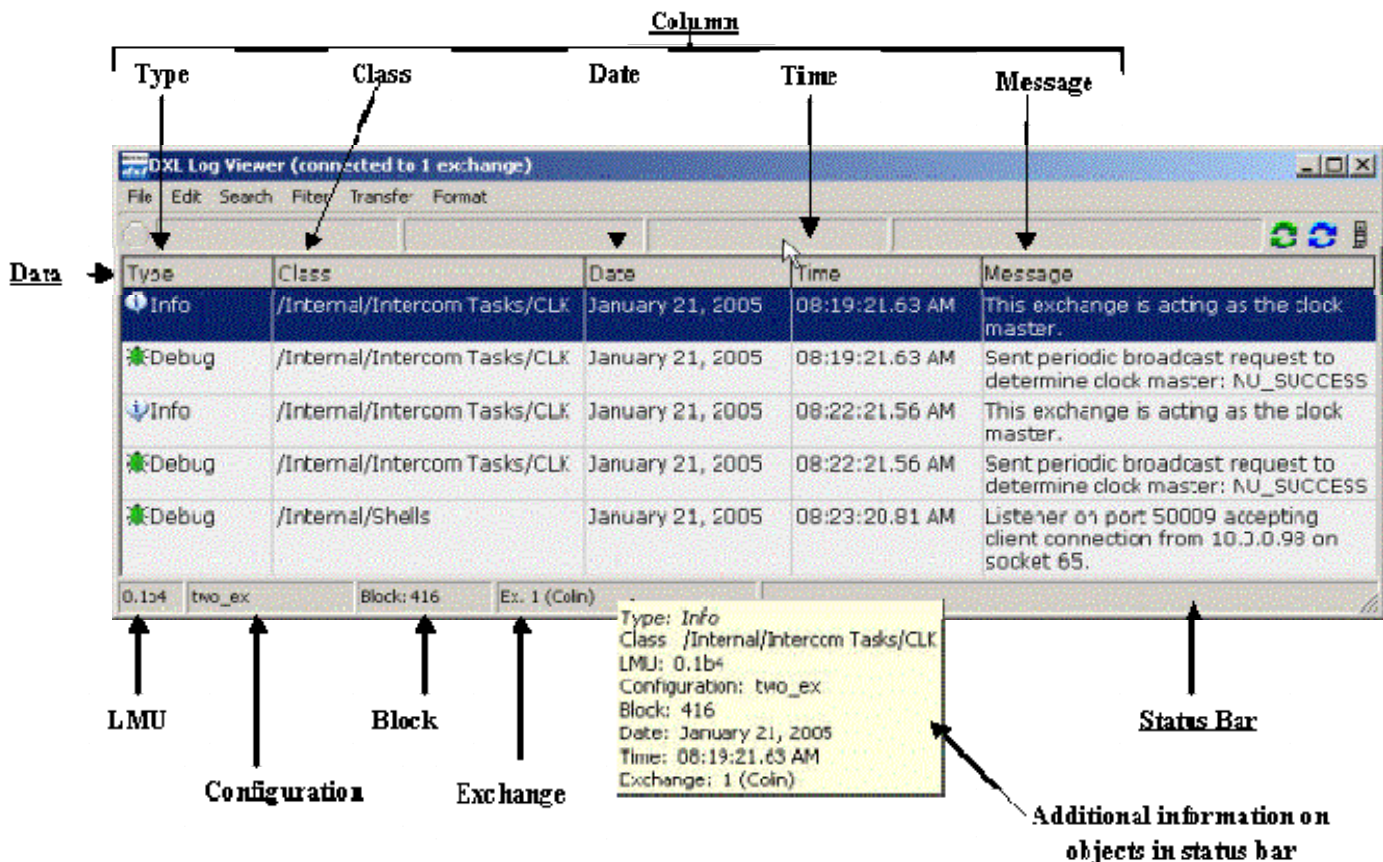 Column
Type Class Date Time Message
DXL Log Viewer (connected to 1 exchange)
File Edit Search Filter Transfer Format
Data
Type Class Date Time Message
Info /Internal/Intercom Tasks/CLK January 21, 2005 08:19:21.63 AM This exchange is acting as the clock
master.
Debug /Internal/Intercom Tasks/CLK January 21, 2005 08:19:21.63 AM Sent periodic broadcast request to
determine clock master: NU_SUCCESS
Info /Internal/Intercom Tasks/CLK January 21, 2005 08:22:21.56 AM This exchange is acting as the clock
master.
Debug /Internal/Intercom Tasks/CLK January 21, 2005 08:22:21.56 AM Sent periodic broadcast request to
determine clock master: NU_SUCCESS
Debug /Internal/Shells January 21, 2005 08:23:20.81 AM Listener on port 50009 accepting
client connection from 10.0.0.98 on
socket 65.
0.1b4 two_ex Block: 416 Ex. 1 (Colin)
Type: Info
Class /Internal/Intercom Tasks/CLK
LMU: 0.1b4
Configuration: two_ex
Block: 416
Date: January 21, 2005
Time: 08:19:21.63 AM
Exchange: 1 (Colin)
LMU
Block
Status Bar
Configuration
Exchange
Additional information on
objects in status bar